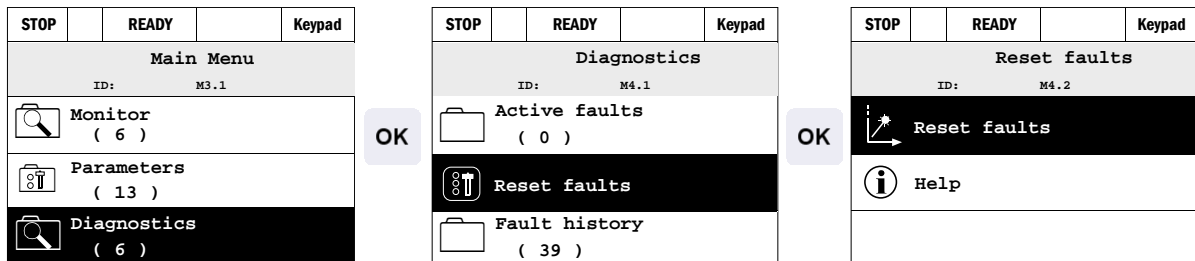 STOP READY Keypad
Main Menu
ID: M3.1
Monitor
( 6 )
Parameters
( 13 )
Diagnostics
( 6 )
OK
STOP READY Keypad
Diagnostics
ID: M4.1
Active faults
( 0 )
Reset faults
Fault history
( 39 )
OK
STOP READY Keypad
Reset faults
ID: M4.2
Reset faults
Help